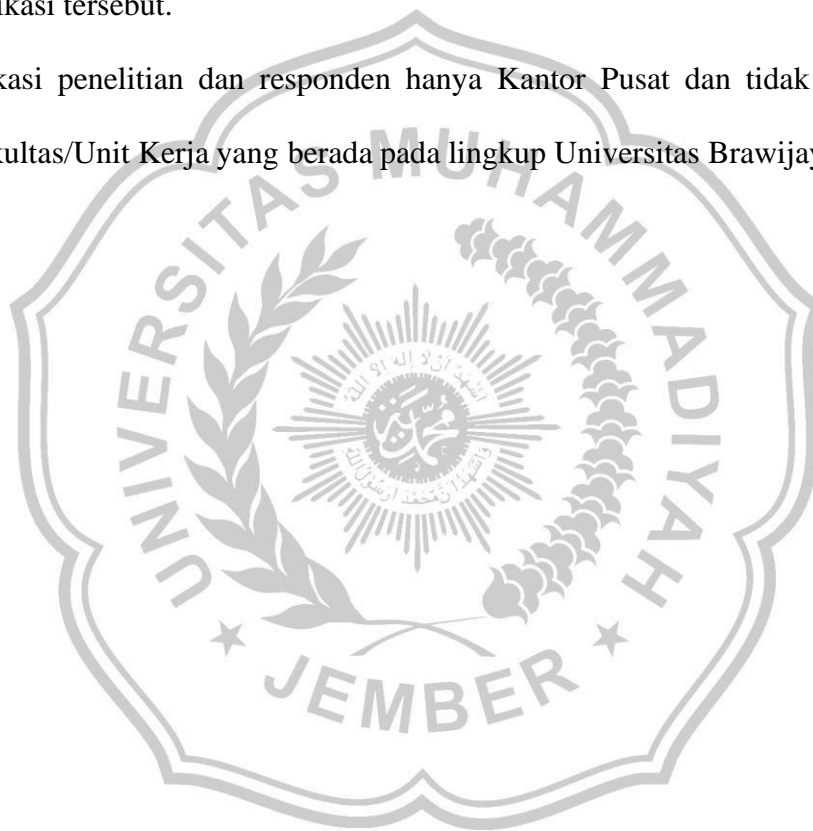 ikasi tersebut.
kasi penelitian dan responden hanya Kantor Pusat dan tidak
kultas/Unit Kerja yang berada pada lingkup Universitas Brawijay
UNIVERSITAS MUHAMMADIYAH
JEMBER